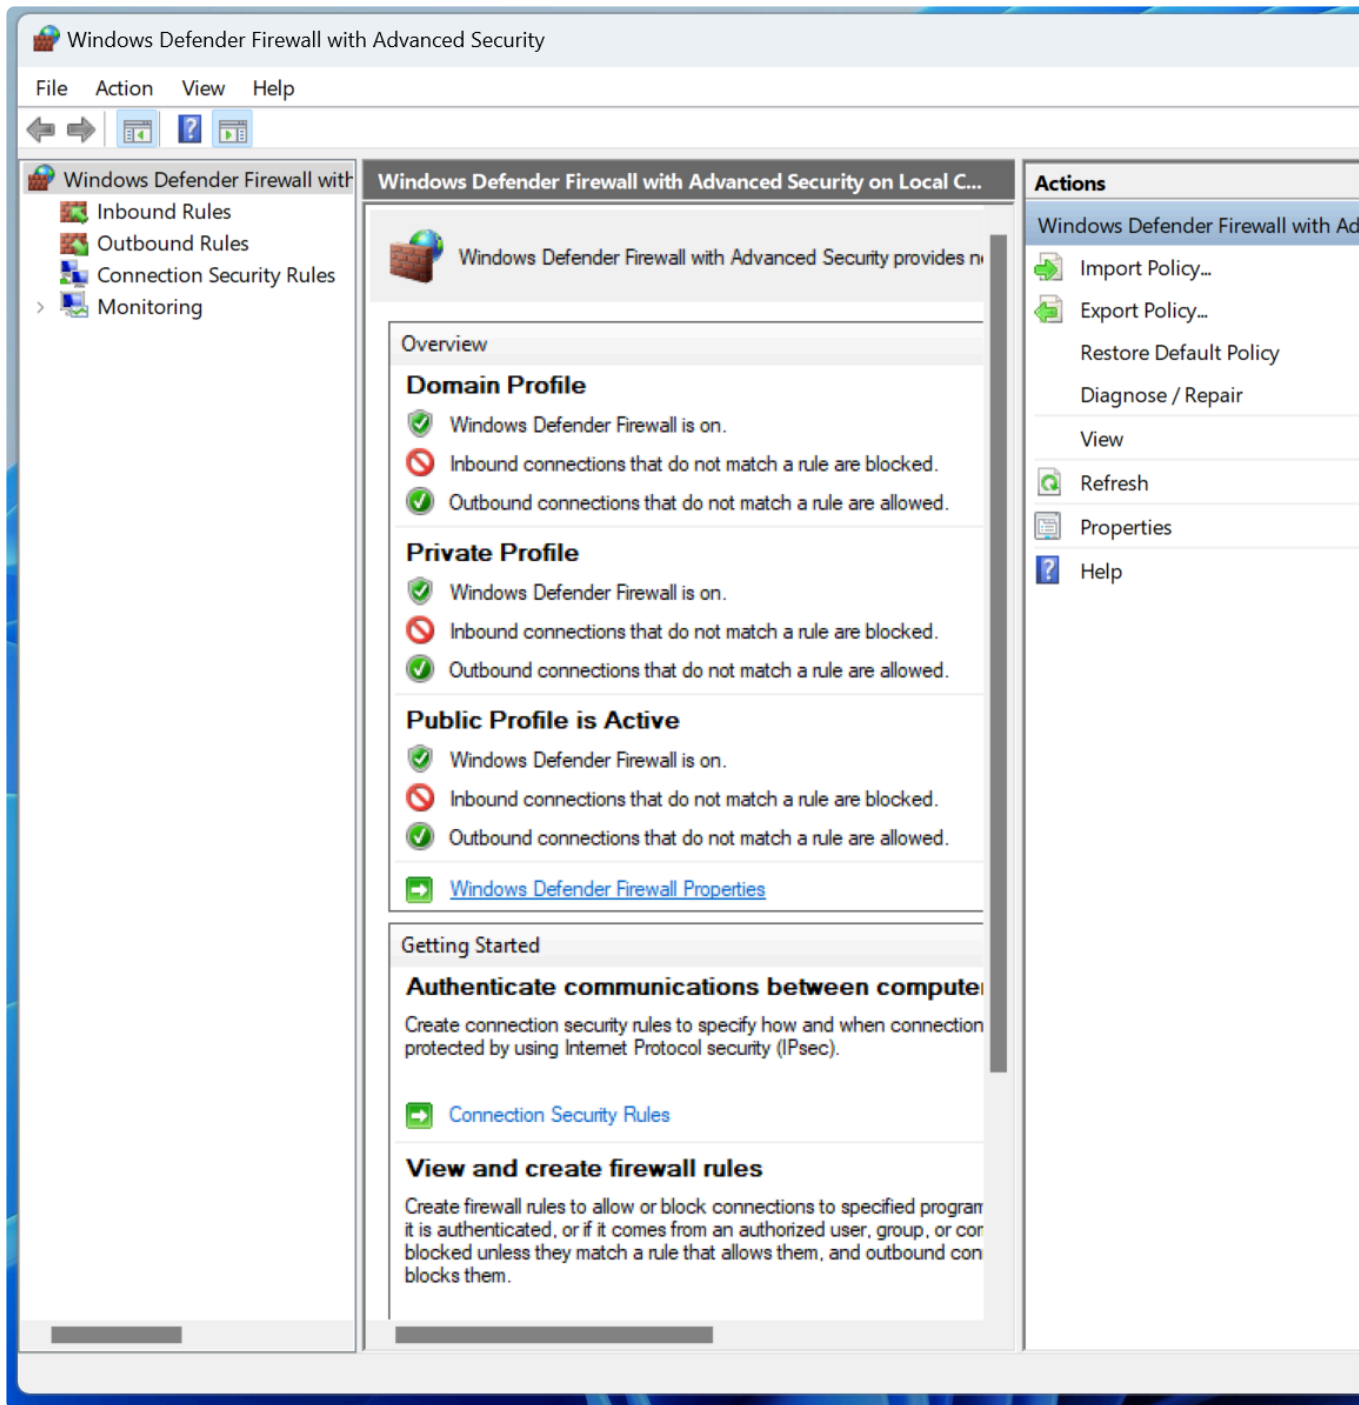 Windows Defender Firewall with Advanced Security
File Action View Help
Windows Defender Firewall with
Inbound Rules
Outbound Rules
Connection Security Rules
Monitoring
Windows Defender Firewall with Advanced Security on Local C...
Windows Defender Firewall with Advanced Security provides n
Overview
Domain Profile
Windows Defender Firewall is on.
Inbound connections that do not match a rule are blocked.
Outbound connections that do not match a rule are allowed.
Private Profile
Windows Defender Firewall is on.
Inbound connections that do not match a rule are blocked.
Outbound connections that do not match a rule are allowed.
Public Profile is Active
Windows Defender Firewall is on.
Inbound connections that do not match a rule are blocked.
Outbound connections that do not match a rule are allowed.
Windows Defender Firewall Properties
Getting Started
Authenticate communications between compute
Create connection security rules to specify how and when connection
protected by using Internet Protocol security (IPsec).
Connection Security Rules
View and create firewall rules
Create firewall rules to allow or block connections to specified program
it is authenticated, or if it comes from an authorized user, group, or com
blocked unless they match a rule that allows them, and outbound con
blocks them.
Actions
Windows Defender Firewall with Ad
Import Policy...
Export Policy...
Restore Default Policy
Diagnose / Repair
View
Refresh
Properties
Help